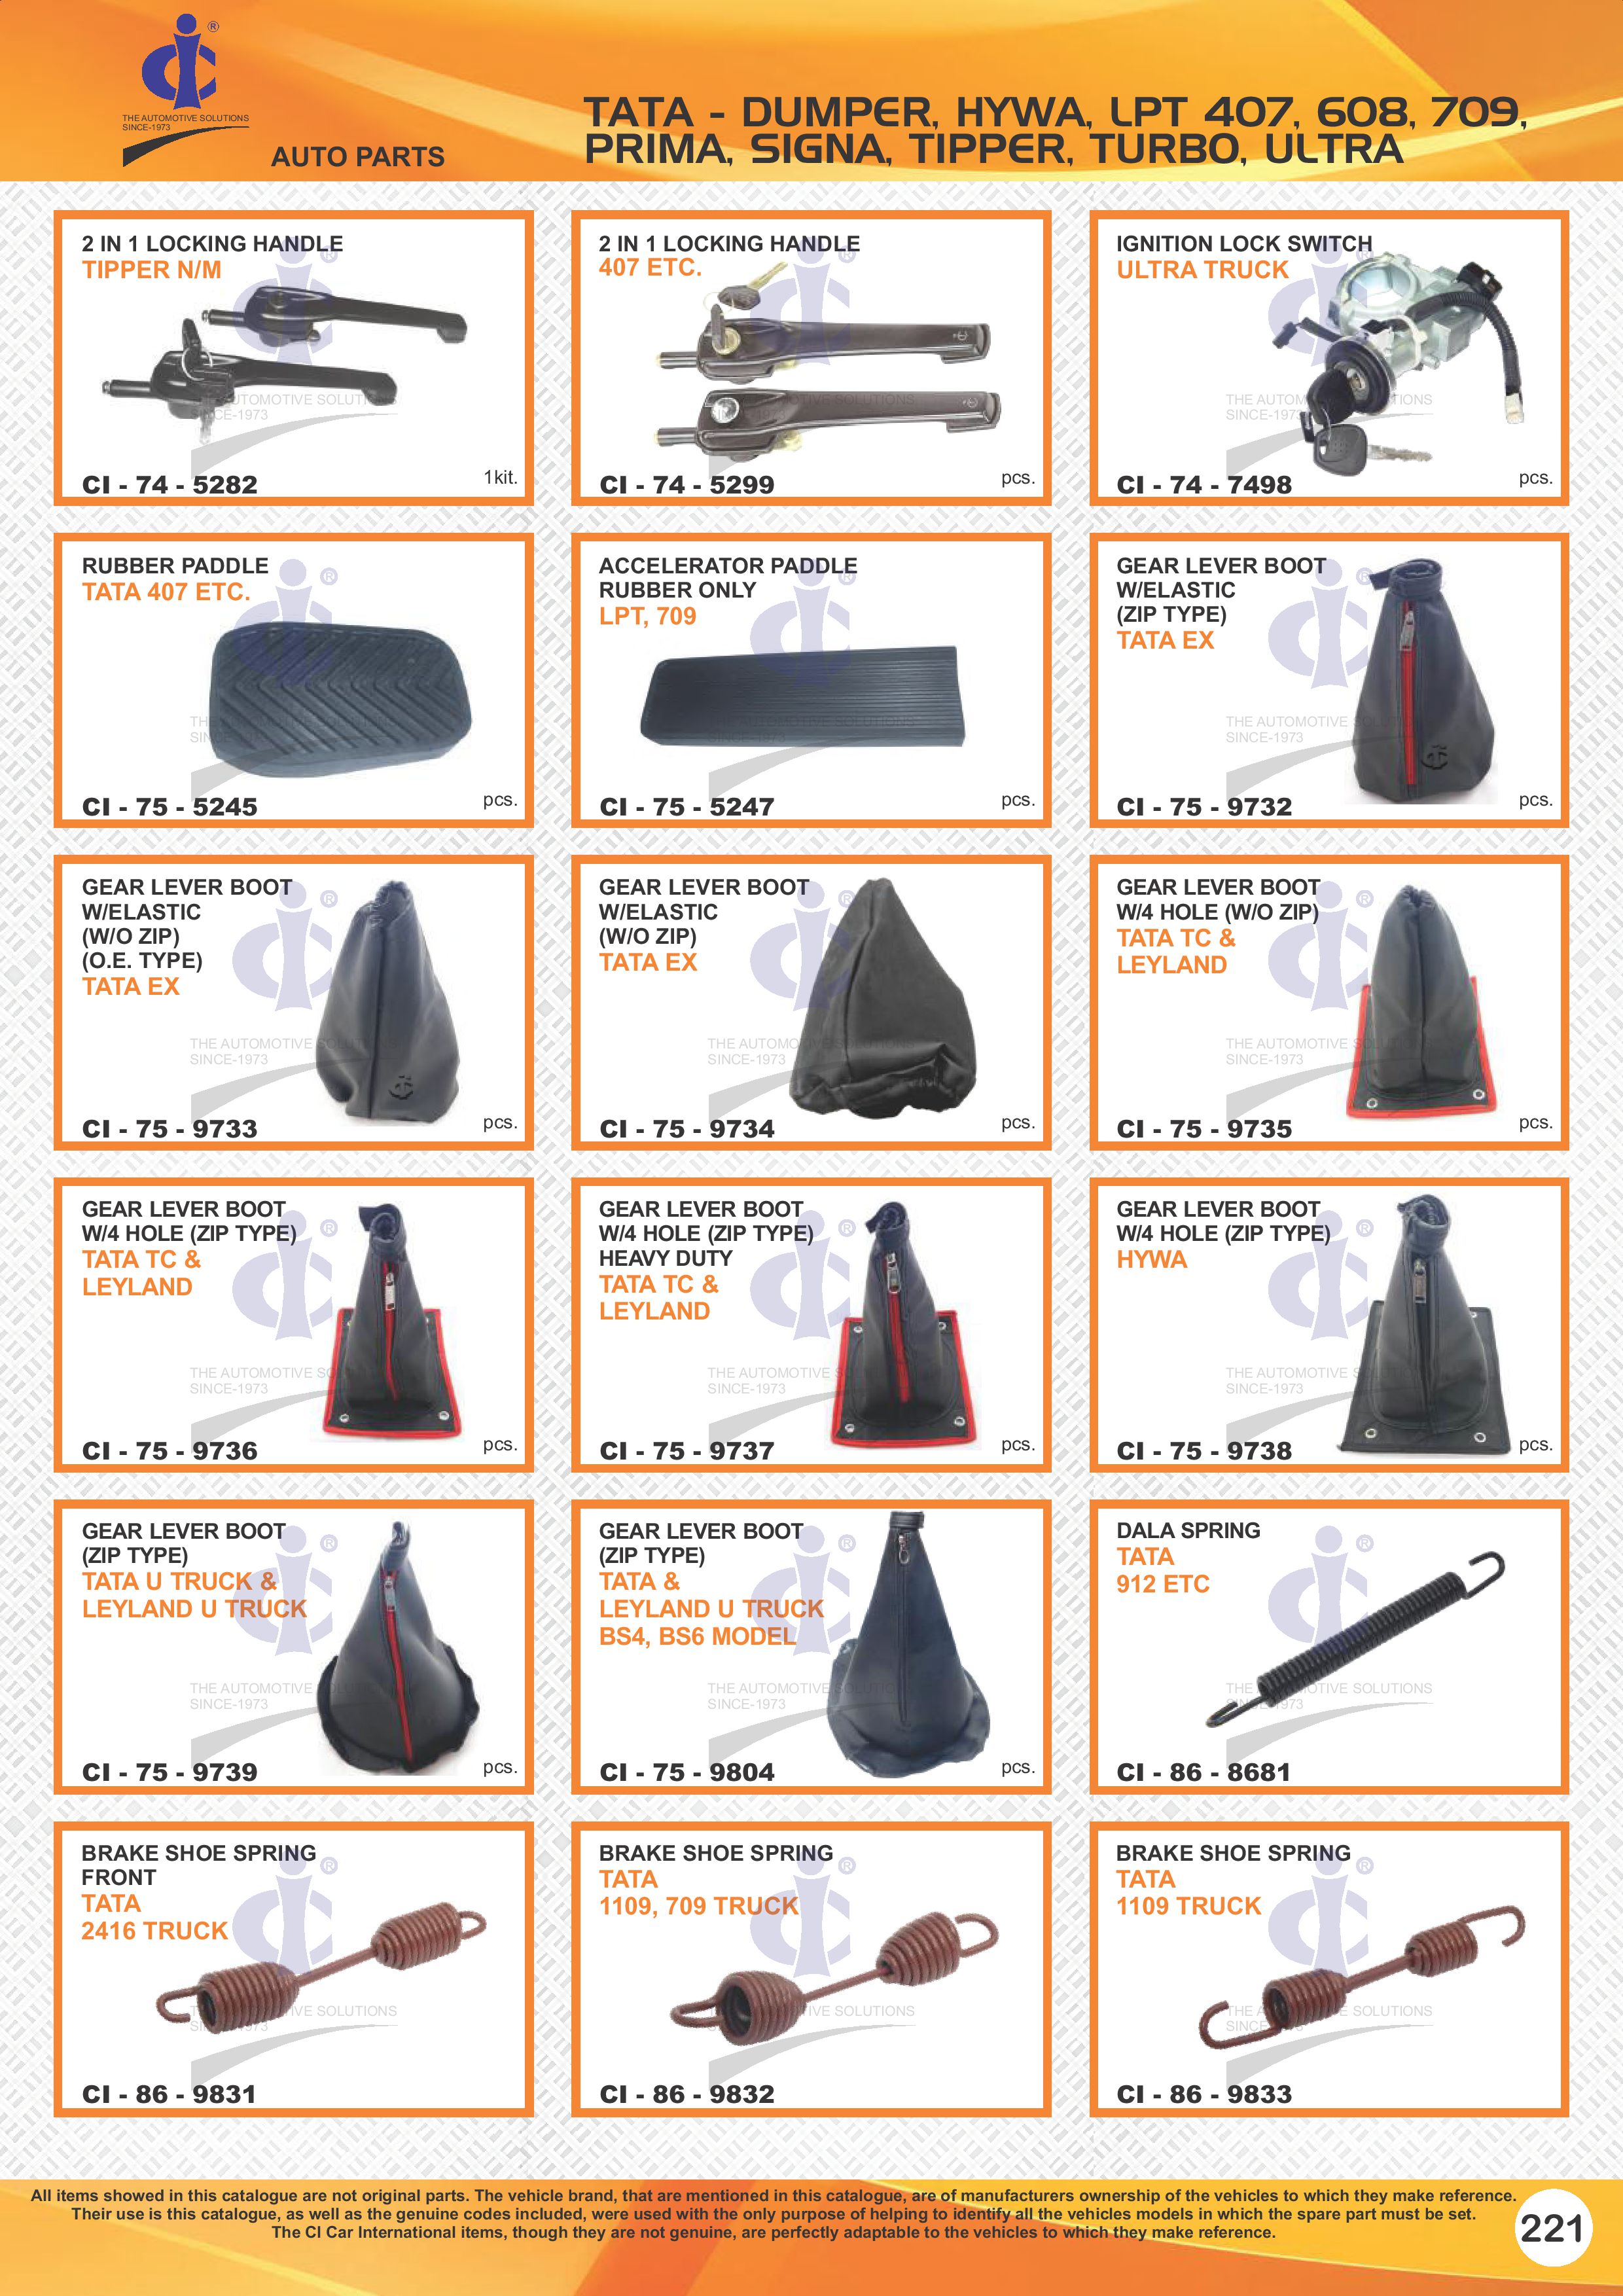 ®
THE AUTOMOTIVE SOLUTIONS
SINCE-1973
AUTO PARTS
TATA - DUMPER, HYWA, LPT 407, 608, 709,
PRIMA, SIGNA, TIPPER, TURBO, ULTRA
2 IN 1 LOCKING HANDLE
TIPPER N/M
CI - 74 - 5282
1kit.
2 IN 1 LOCKING HANDLE
407 ETC.
CI - 74 - 5299
pcs.
IGNITION LOCK SWITCH
ULTRA TRUCK
CI - 74 - 7498
pcs.
RUBBER PADDLE
TATA 407 ETC.
CI - 75 - 5245
pcs.
ACCELERATOR PADDLE
RUBBER ONLY
LPT, 709
CI - 75 - 5247
pcs.
GEAR LEVER BOOT
W/ELASTIC
(ZIP TYPE)
TATA EX
CI - 75 - 9732
pcs.
GEAR LEVER BOOT
W/ELASTIC
(W/O ZIP)
(O.E. TYPE)
TATA EX
CI - 75 - 9733
pcs.
GEAR LEVER BOOT
W/ELASTIC
(W/O ZIP)
TATA EX
CI - 75 - 9734
pcs.
GEAR LEVER BOOT
W/4 HOLE (W/O ZIP)
TATA TC &
LEYLAND
CI - 75 - 9735
pcs.
GEAR LEVER BOOT
W/4 HOLE (ZIP TYPE)
TATA TC &
LEYLAND
CI - 75 - 9736
pcs.
GEAR LEVER BOOT
W/4 HOLE (ZIP TYPE)
HEAVY DUTY
TATA TC &
LEYLAND
CI - 75 - 9737
pcs.
GEAR LEVER BOOT
W/4 HOLE (ZIP TYPE)
HYWA
CI - 75 - 9738
pcs.
GEAR LEVER BOOT
(ZIP TYPE)
TATA U TRUCK &
LEYLAND U TRUCK
CI - 75 - 9739
pcs.
GEAR LEVER BOOT
(ZIP TYPE)
TATA &
LEYLAND U TRUCK
BS4, BS6 MODEL
CI - 75 - 9804
pcs.
DALA SPRING
TATA
912 ETC
CI - 86 - 8681
BRAKE SHOE SPRING
FRONT
TATA
2416 TRUCK
CI - 86 - 9831
BRAKE SHOE SPRING
TATA
1109, 709 TRUCK
CI - 86 - 9832
BRAKE SHOE SPRING
TATA
1109 TRUCK
CI - 86 - 9833
All items showed in this catalogue are not original parts. The vehicle brand, that are mentioned in this catalogue, are of manufacturers ownership of the vehicles to which they make reference.
Their use is this catalogue, as well as the genuine codes included, were used with the only purpose of helping to identify all the vehicles models in which the spare part must be set.
The CI Car International items, though they are not genuine, are perfectly adaptable to the vehicles to which they make reference.
221